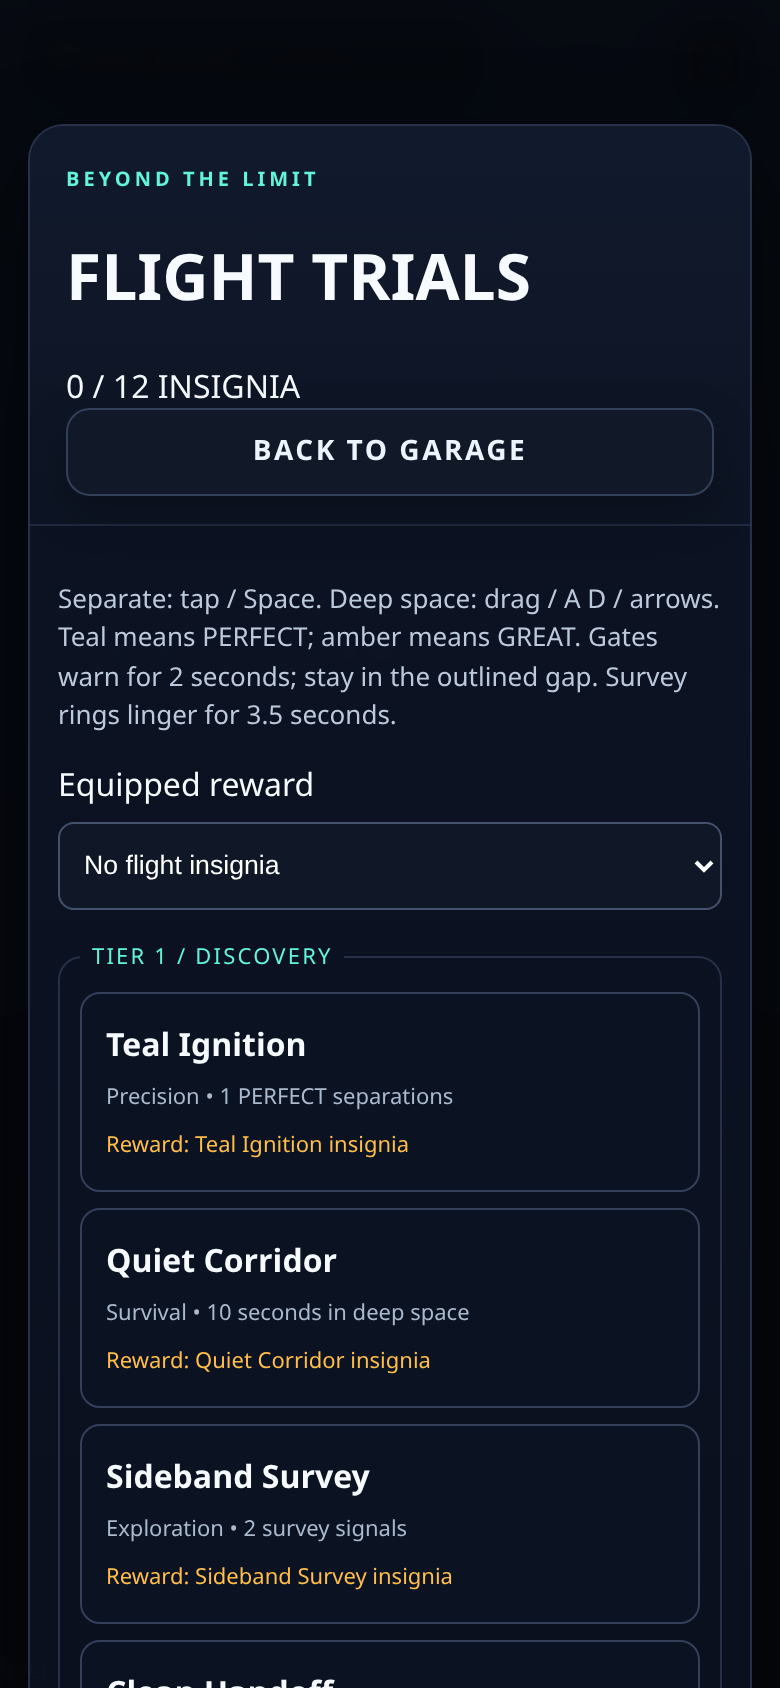 BEYOND THE LIMIT
FLIGHT TRIALS
0 / 12 INSIGNIA
BACK TO GARAGE
Separate: tap / Space. Deep space: drag / A D / arrows.
Teal means PERFECT; amber means GREAT. Gates
warn for 2 seconds; stay in the outlined gap. Survey
rings linger for 3.5 seconds.
Equipped reward
No flight insignia
TIER 1 / DISCOVERY
Teal Ignition
Precision • 1 PERFECT separations
Reward: Teal Ignition insignia
Quiet Corridor
Survival • 10 seconds in deep space
Reward: Quiet Corridor insignia
Sideband Survey
Exploration • 2 survey signals
Reward: Sideband Survey insignia
Clean Handoff